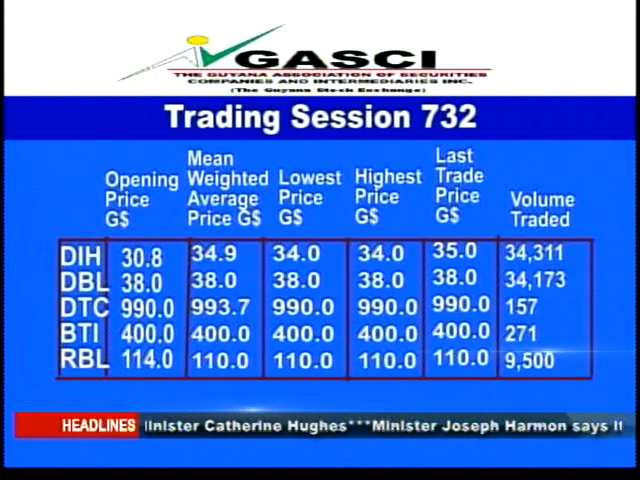 GASCI
THE GUYANA ASSOCIATION OF SECURITIES
COMPANIES AND INTERMEDIARIES INC.
(The Guyana Stock Exchange)
Trading Session 732
Opening Price G$ Mean Weighted Average Price G$ Lowest Price G$ Highest Price G$ Last Trade Price G$ Volume Traded
DIH 30.8 34.9 34.0 34.0 35.0 34,311
DBL 38.0 38.0 38.0 38.0 38.0 34,173
DTC 990.0 993.7 990.0 990.0 990.0 157
BTI 400.0 400.0 400.0 400.0 400.0 271
RBL 114.0 110.0 110.0 110.0 110.0 9,500
HEADLINES inister Catherine Hughes***Minister Joseph Harmon says